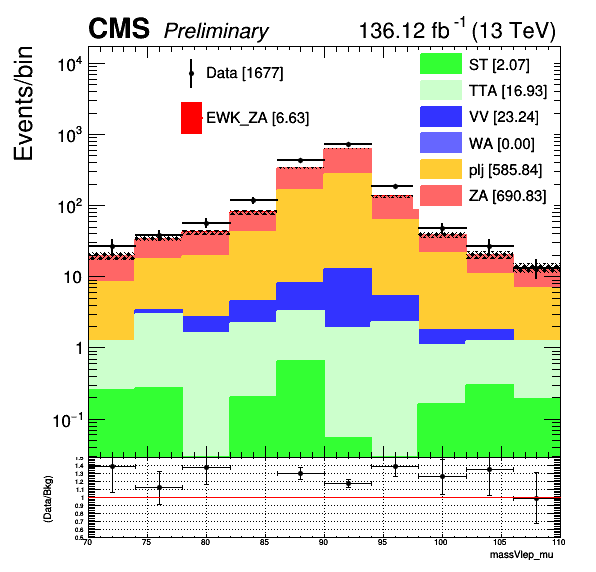 CMS Preliminary 136.12 fb⁻¹ (13 TeV)
Events/bin
10⁴
10³
10²
10
1
10⁻¹
Data [1677]
EWK_ZA [6.63]
ST [2.07]
TTA [16.93]
VV [23.24]
WA [0.00]
plj [585.84]
ZA [690.83]
(Data/Bkg)
1.5
1.4
1.3
1.2
1.1
1
0.9
0.8
0.7
0.6
0.5
70 75 80 85 90 95 100 105 110
massVlep_mu